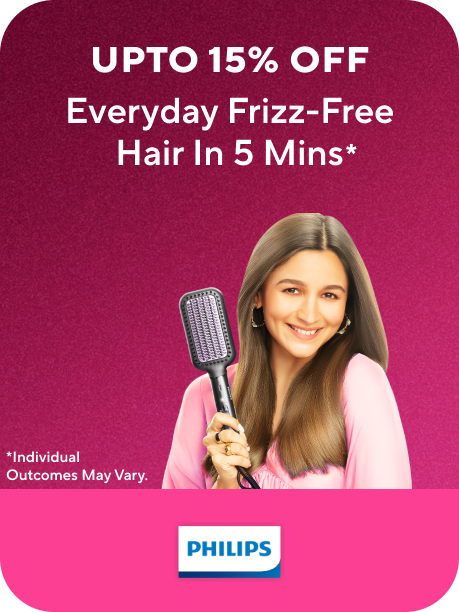 UPTO 15% OFF
Everyday Frizz-Free
Hair In 5 Mins*
*Individual
Outcomes May Vary.
PHILIPS